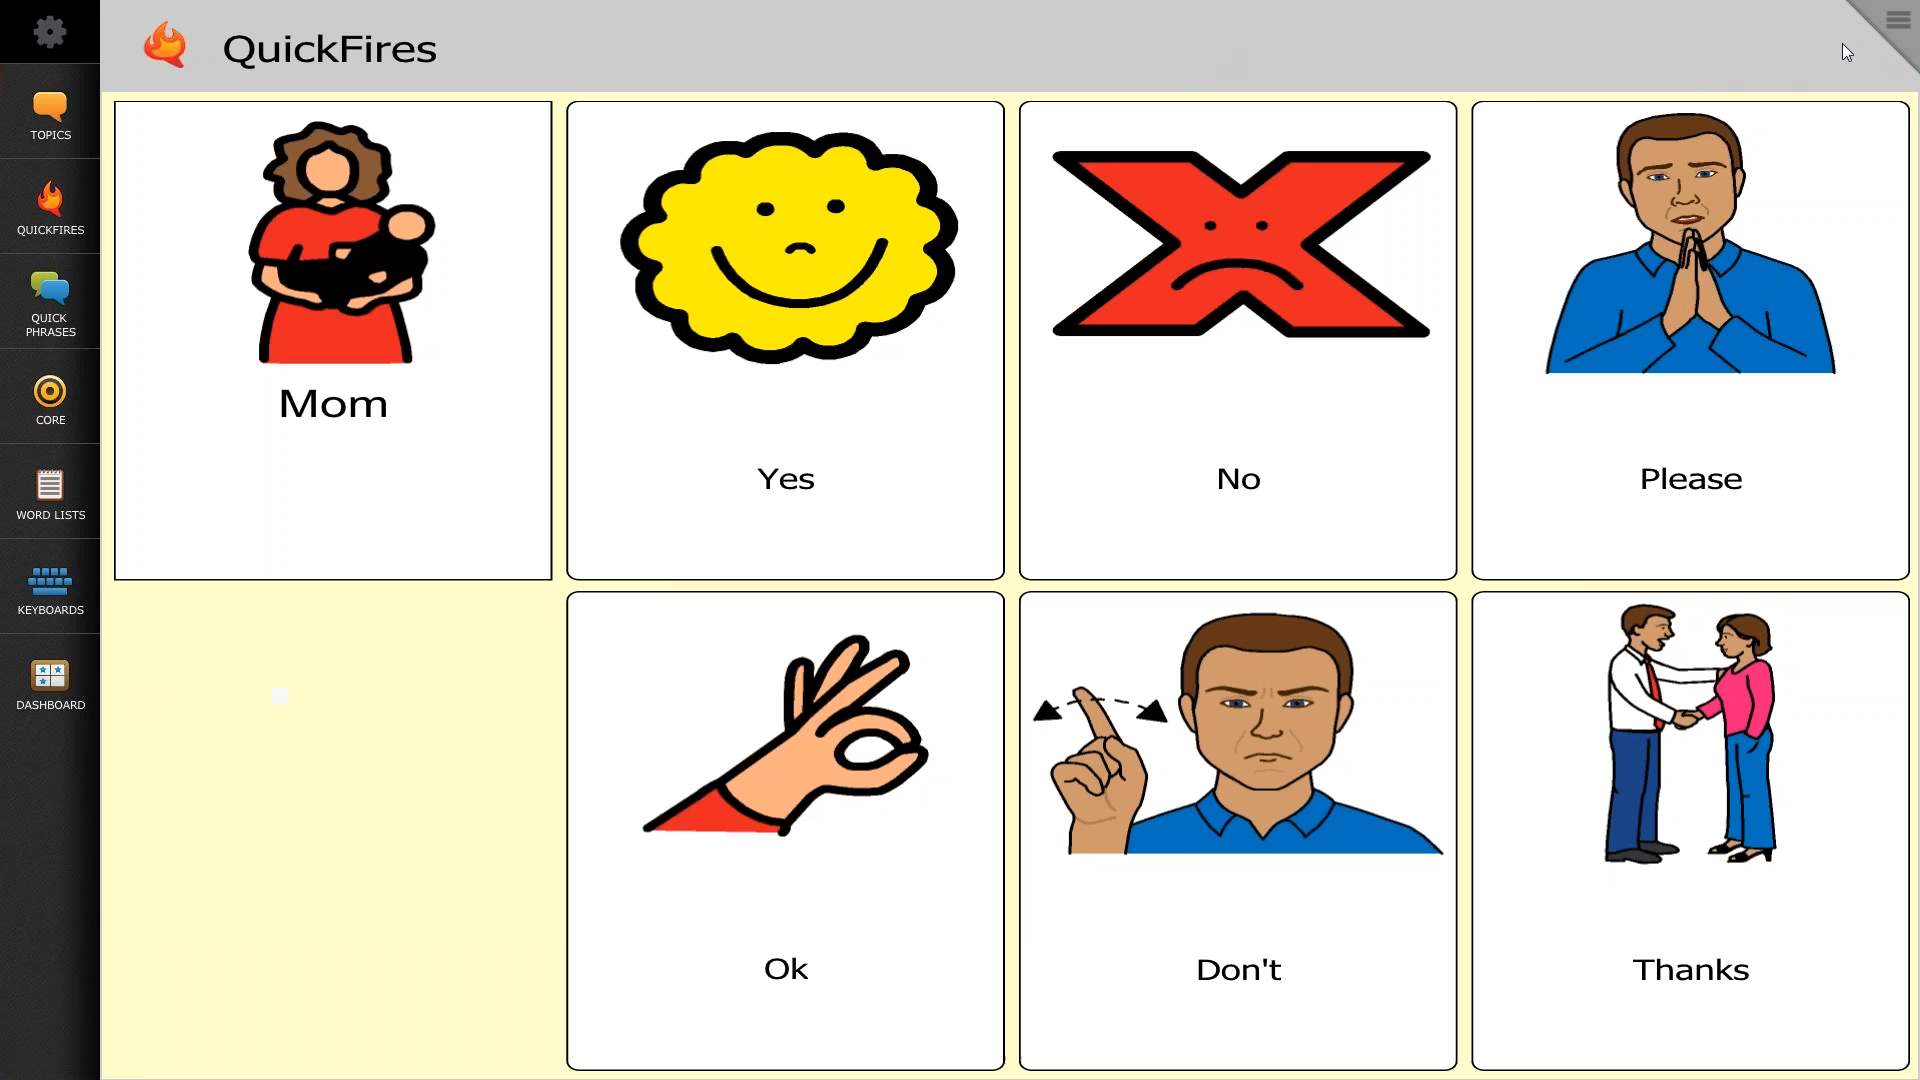 QuickFires
TOPICS
QUICKFIRES
QUICK
PHRASES
CORE
WORD LISTS
KEYBOARDS
DASHBOARD
Mom
Yes
No
Please
Ok
Don't
Thanks